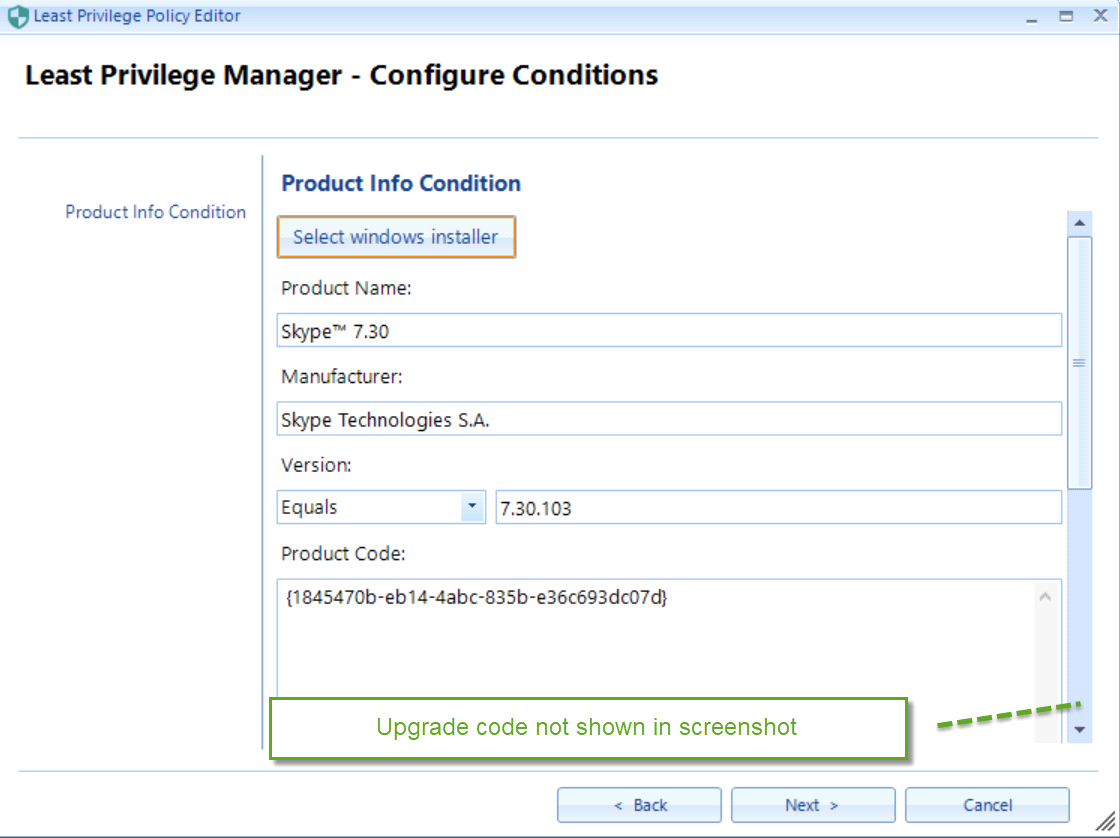 Least Privilege Policy Editor
Least Privilege Manager - Configure Conditions
Product Info Condition
Product Info Condition
Select windows installer
Product Name:
Skype™ 7.30
Manufacturer:
Skype Technologies S.A.
Version:
Equals 7.30.103
Product Code:
{1845470b-eb14-4abc-835b-e36c693dc07d}
Upgrade code not shown in screenshot
< Back Next > Cancel